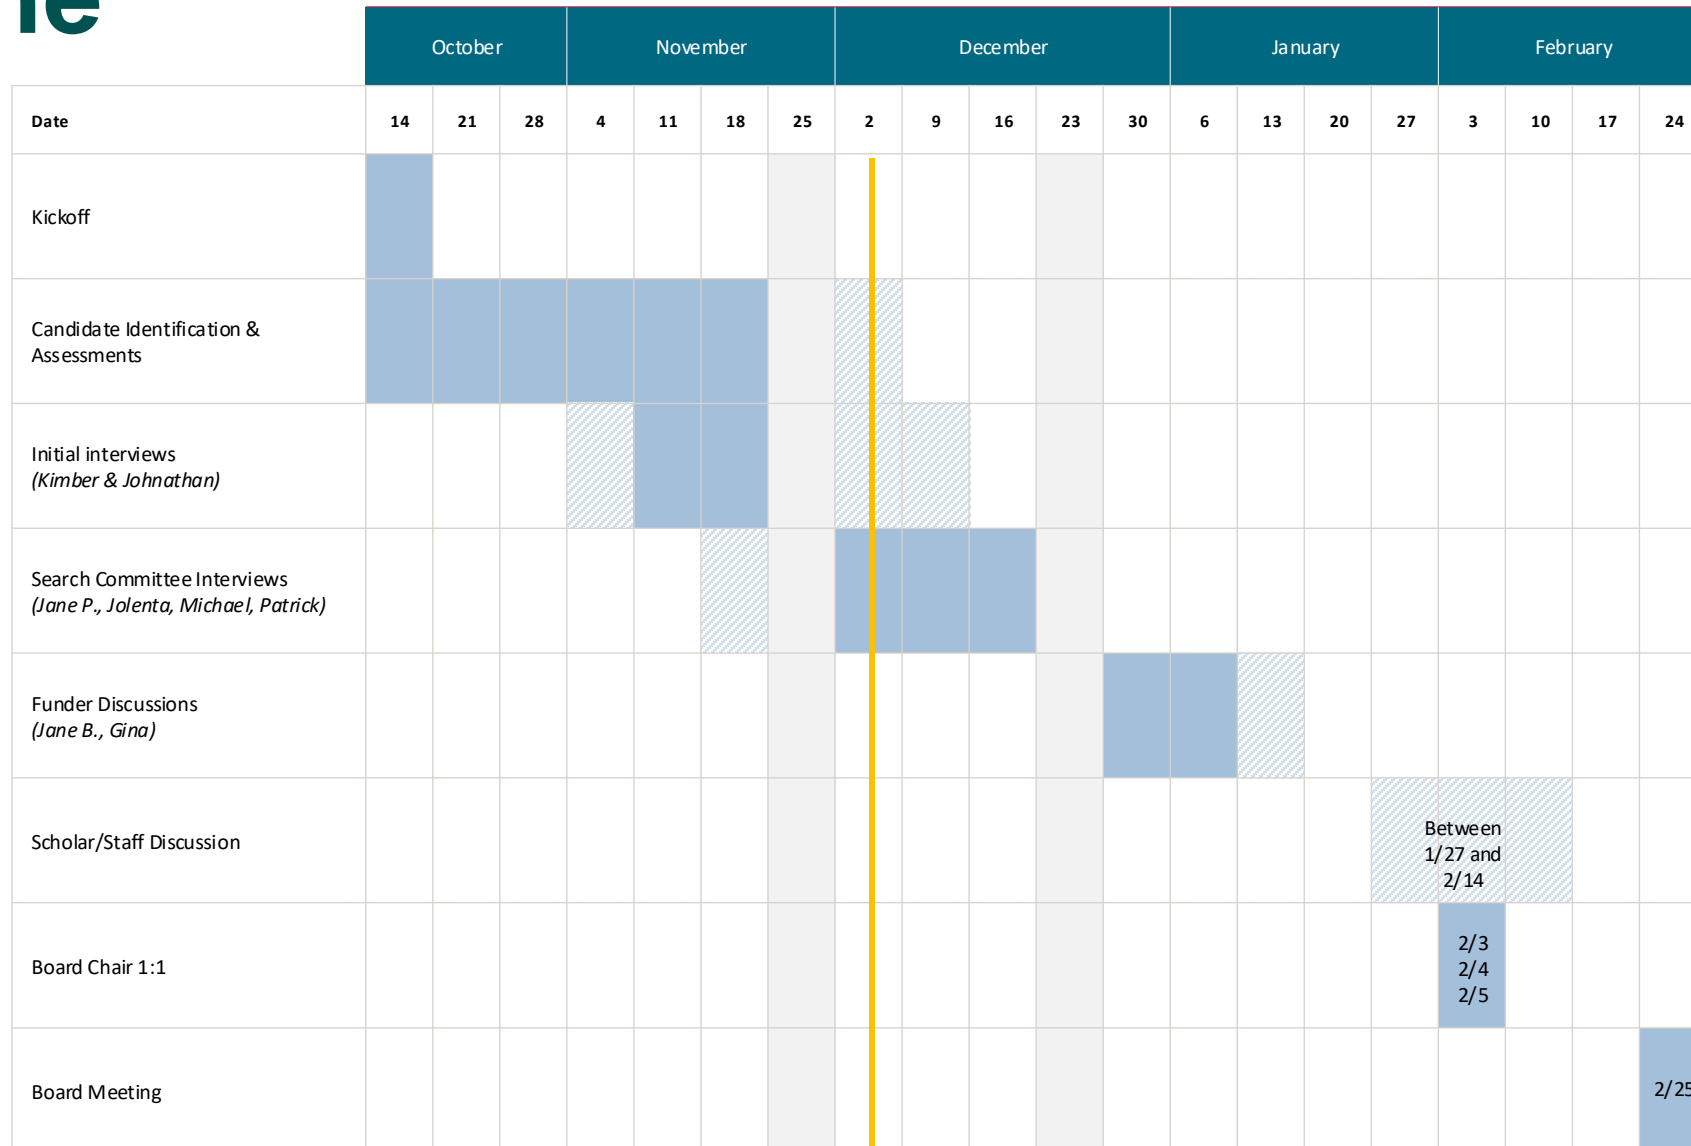 ie
October November December January February
Date 14 21 28 4 11 18 25 2 9 16 23 30 6 13 20 27 3 10 17 24
Kickoff
Candidate Identification &
Assessments
Initial interviews
(Kimber & Johnathan)
Search Committee Interviews
(Jane P., Jolenta, Michael, Patrick)
Funder Discussions
(Jane B., Gina)
Scholar/Staff Discussion
Between
1/27 and
2/14
Board Chair 1:1
2/3
2/4
2/5
Board Meeting
2/25